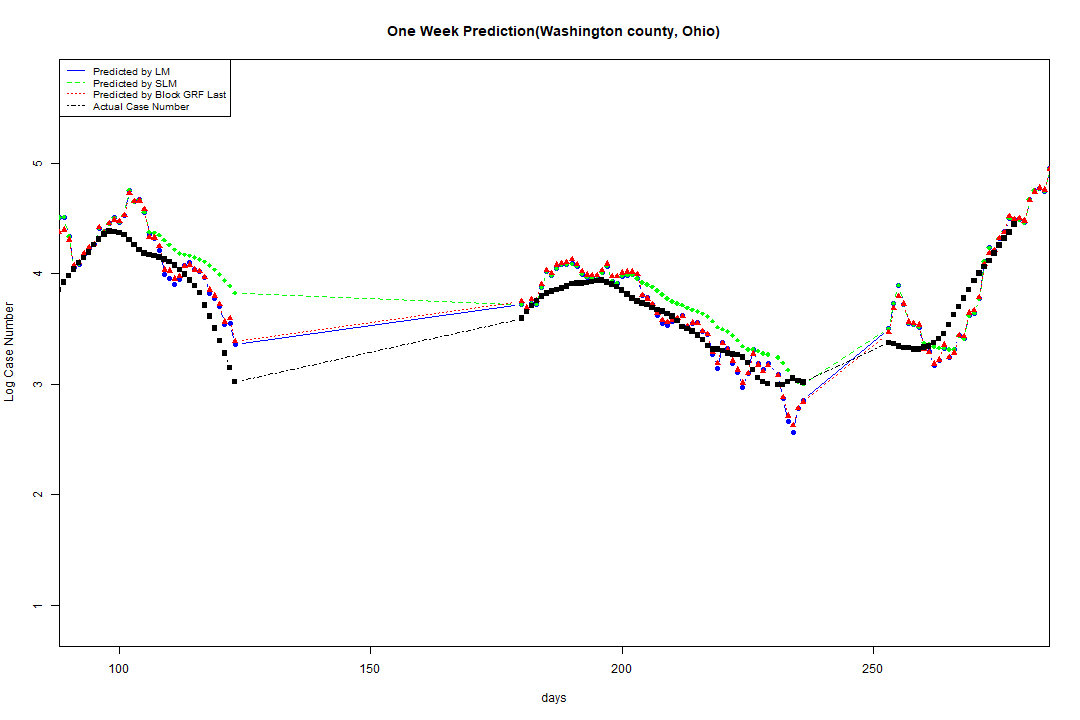 One Week Prediction(Washington county, Ohio)
Predicted by LM
Predicted by SLM
Predicted by Block GRF Last
Actual Case Number
Log Case Number
5
4
3
2
1
100 150 200 250
days